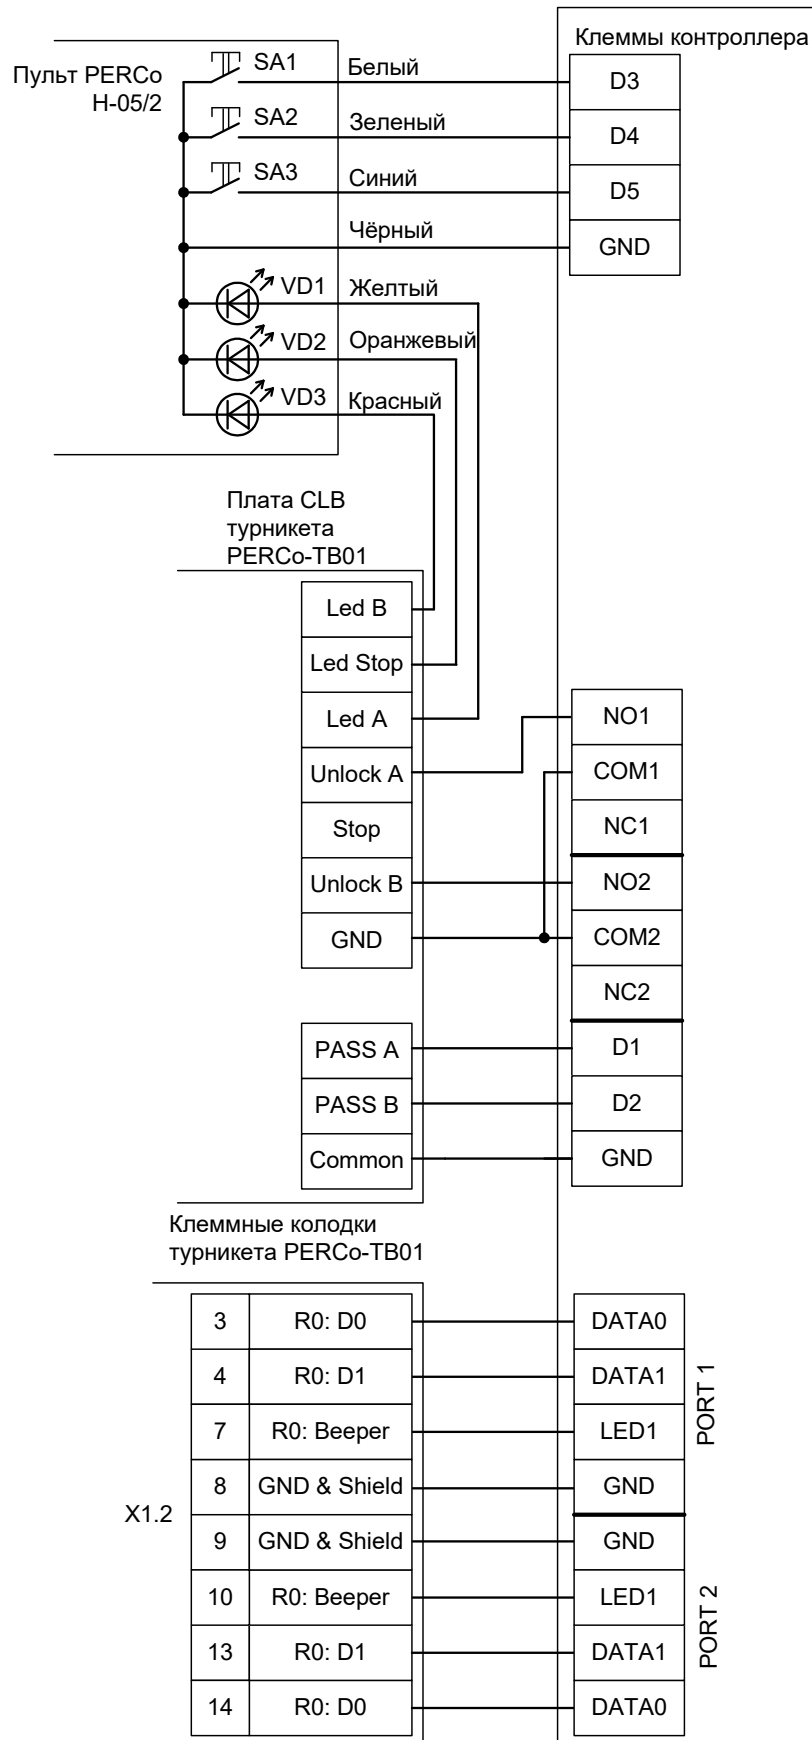 Клеммы контроллера
Пульт PERCo
H-05/2
SA1
Белый
D3
SA2
Зеленый
D4
SA3
Синий
D5
Чёрный
GND
VD1
Желтый
VD2
Оранжевый
VD3
Красный
Плата CLB
турникета
PERCo-TB01
Led B
Led Stop
Led A
NO1
Unlock A
COM1
Stop
NC1
Unlock B
NO2
GND
COM2
NC2
PASS A
D1
PASS B
D2
Common
GND
Клеммные колодки
турникета PERCo-TB01
X1.2
3 R0: D0
DATA0
4 R0: D1
DATA1
7 R0: Beeper
LED1
8 GND & Shield
GND
PORT 1
9 GND & Shield
GND
10 R0: Beeper
LED1
13 R0: D1
DATA1
14 R0: D0
DATA0
PORT 2